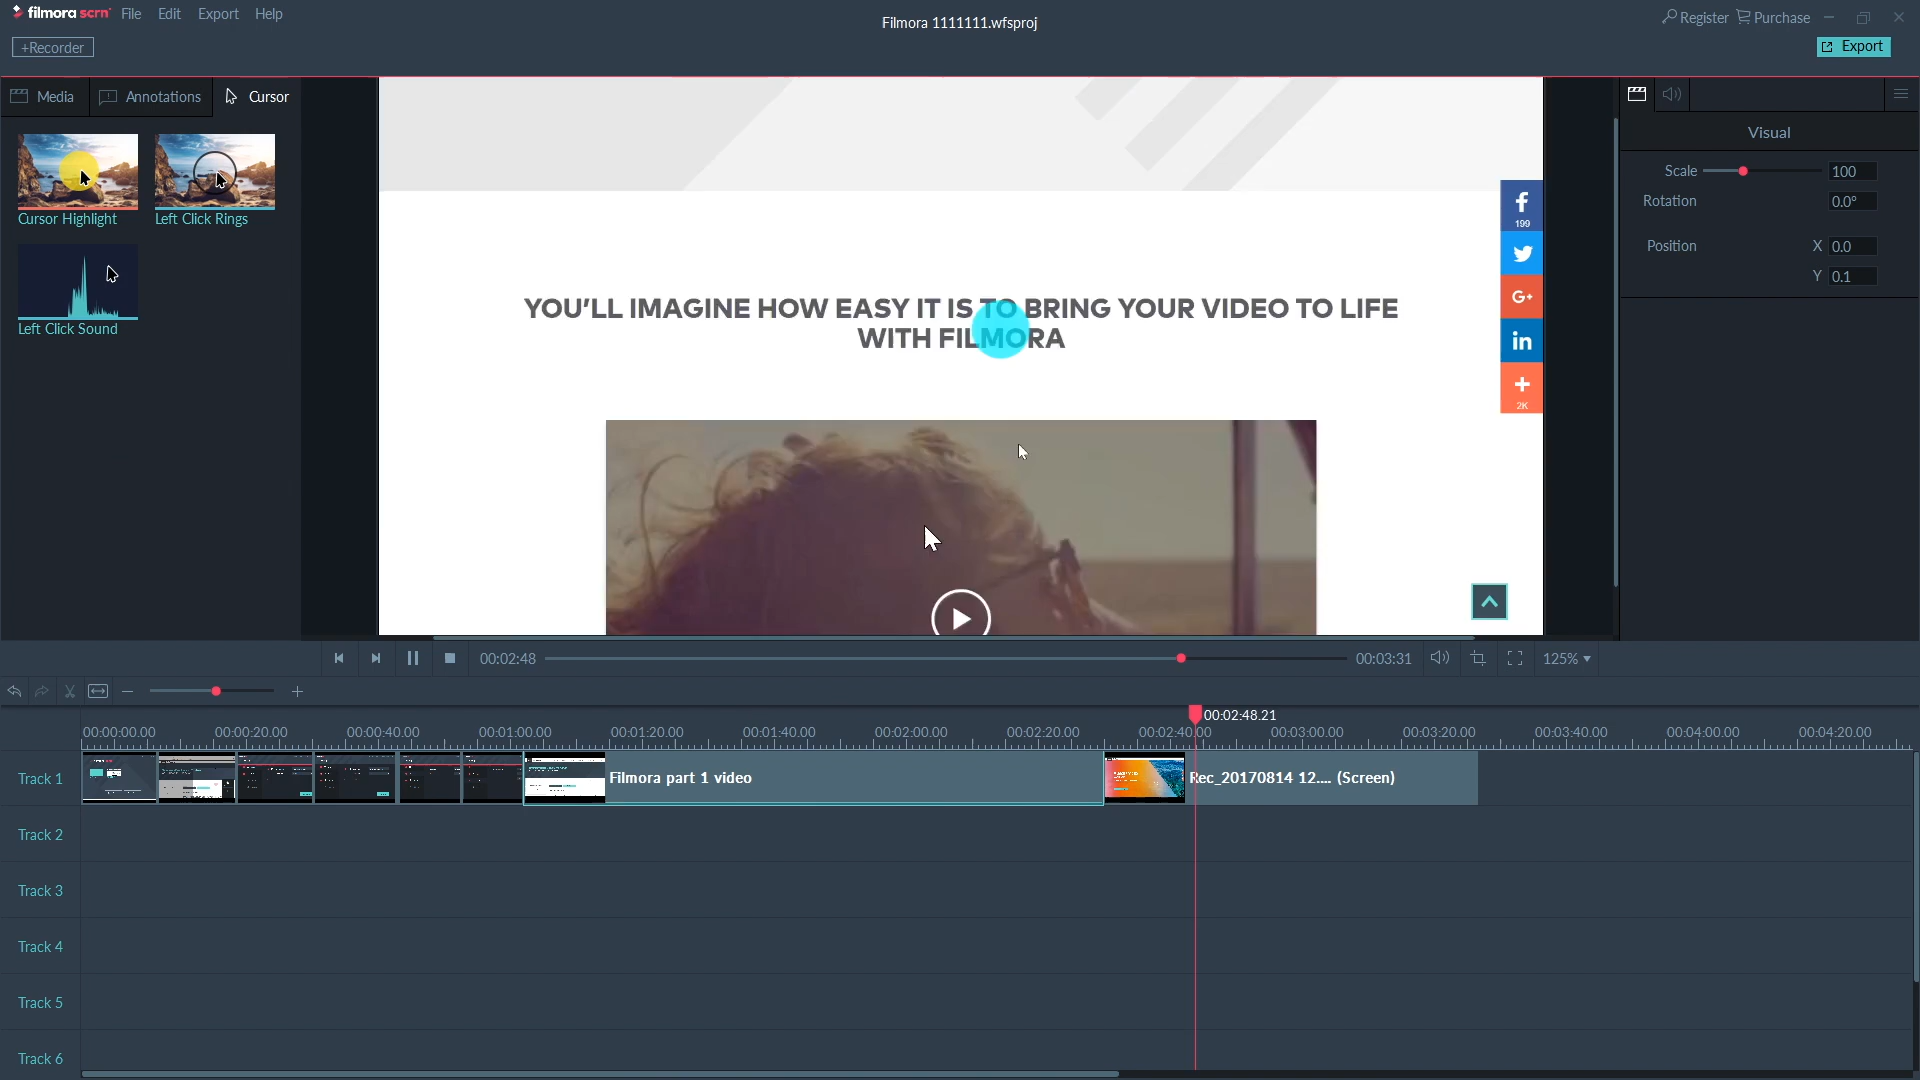 filmora scrn File Edit Export Help
Filmora 1111111.wfsproj
Register Purchase
+Recorder
Export
Media Annotations Cursor
Cursor Highlight Left Click Rings
Left Click Sound
199
G+
in
2K
YOU'LL IMAGINE HOW EASY IT IS TO BRING YOUR VIDEO TO LIFE
WITH FILMORA
Visual
Scale 100
Rotation 0.0°
Position X 0.0
Y 0.1
00:02:48 00:03:31 125%
00:02:48.21
00:00:00.00 00:00:20.00 00:00:40.00 00:01:00.00 00:01:20.00 00:01:40.00 00:02:00.00 00:02:20.00 00:02:40.00 00:03:00.00 00:03:20.00 00:03:40.00 00:04:00.00 00:04:20.00
Track 1 Filmora part 1 video Rec_20170814 12.... (Screen)
Track 2
Track 3
Track 4
Track 5
Track 6